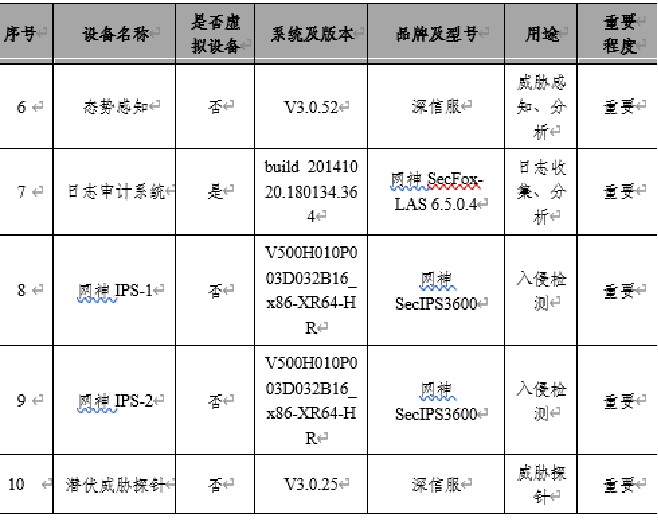 序号 设备名称 是否虚拟设备 系统及版本 品牌及型号 用途 重要程度
6 态势感知 否 V3.0.52 深信服 威胁感知、分析 重要
7 日志审计系统 是 build 20141020.180134.364 网神 SecFox-LAS 6.5.0.4 日志收集、分析 重要
8 网神 IPS-1 否 V500H010P003D032B16_x86-XR64-HR 网神 SecIPS3600 入侵检测 重要
9 网神 IPS-2 否 V500H010P003D032B16_x86-XR64-HR 网神 SecIPS3600 入侵检测 重要
10 潜伏威胁探针 否 V3.0.25 深信服 威胁探针 重要